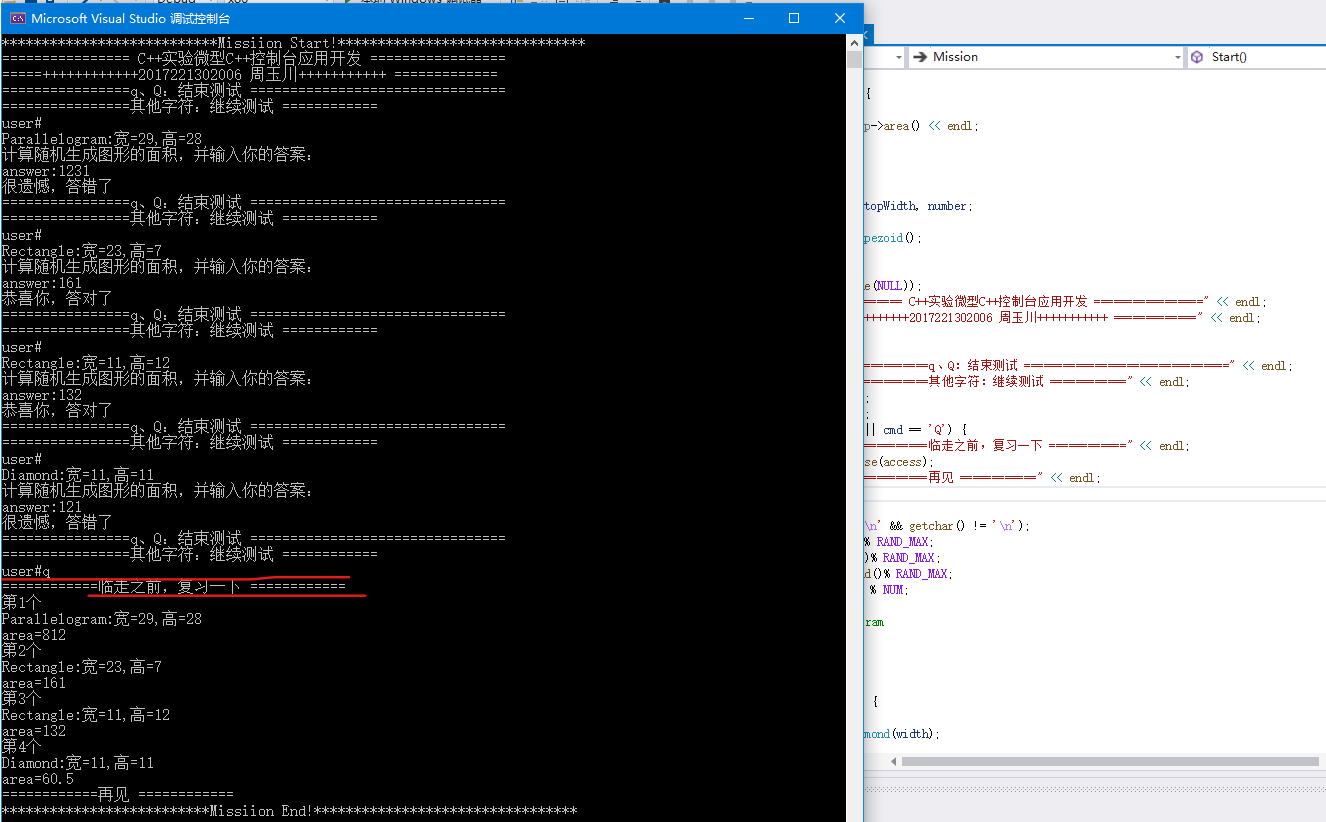 Microsoft Visual Studio 调试控制台
***************************Missiion Start!*******************************
================ C++实验微型C++控制台应用开发 =================
=====++++++++++++2017221302006 周玉川+++++++++++ =============
================q、Q：结束测试 ================================
================其他字符：继续测试 ============
user#
Parallelogram:宽=29,高=28
计算随机生成图形的面积，并输入你的答案：
answer:1231
很遗憾，答错了
================q、Q：结束测试 ================================
================其他字符：继续测试 ============
user#
Rectangle:宽=23,高=7
计算随机生成图形的面积，并输入你的答案：
answer:161
恭喜你，答对了
================q、Q：结束测试 ================================
================其他字符：继续测试 ============
user#
Rectangle:宽=11,高=12
计算随机生成图形的面积，并输入你的答案：
answer:132
恭喜你，答对了
================q、Q：结束测试 ================================
================其他字符：继续测试 ============
user#
Diamond:宽=11,高=11
计算随机生成图形的面积，并输入你的答案：
answer:121
很遗憾，答错了
================q、Q：结束测试 ================================
================其他字符：继续测试 ============
user#q
============临走之前，复习一下 ============
第1个
Parallelogram:宽=29,高=28
area=812
第2个
Rectangle:宽=23,高=7
area=161
第3个
Rectangle:宽=11,高=12
area=132
第4个
Diamond:宽=11,高=11
area=60.5
============再见 ============
**************************Missiion End!*********************************
Mission
Start()
{
p->area() << endl;
topWidth, number;
pezoid();
e(NULL));
====== C++实验微型C++控制台应用开发 =================" << endl;
+++++++2017221302006 周玉川+++++++++++ =============" << endl;
==========q、Q：结束测试 ================================" << endl;
==========其他字符：继续测试 ============" << endl;
;
;
|| cmd == 'Q') {
==========临走之前，复习一下 ============" << endl;
se(access);
==========再见 ============" << endl;
\n' && getchar() != '\n');
% RAND_MAX;
)% RAND_MAX;
d()% RAND_MAX;
% NUM;
ram
{
mond(width);